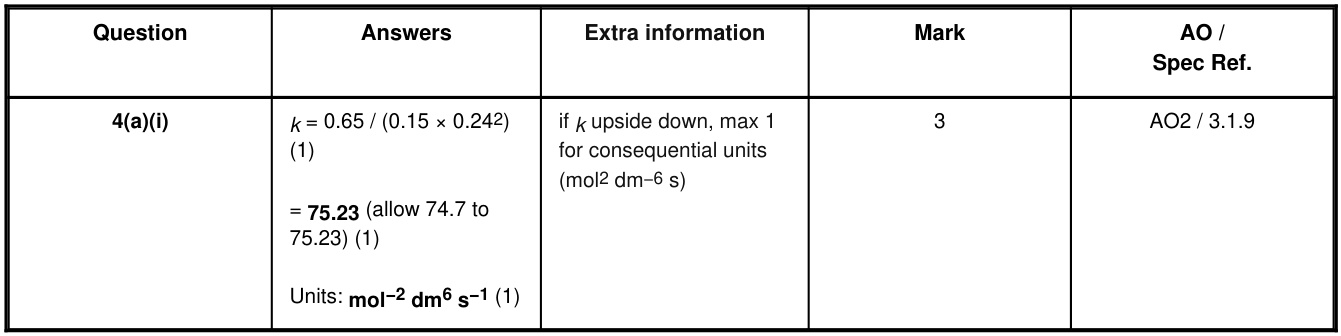 Question Answers Extra information Mark AO /
Spec Ref.
4(a)(i)
k = 0.65 / (0.15 × 0.24²)
(1)
= 75.23 (allow 74.7 to
75.23) (1)
Units: mol⁻² dm⁶ s⁻¹ (1)
if k upside down, max 1
for consequential units
(mol² dm⁻⁶ s)
3
AO2 / 3.1.9